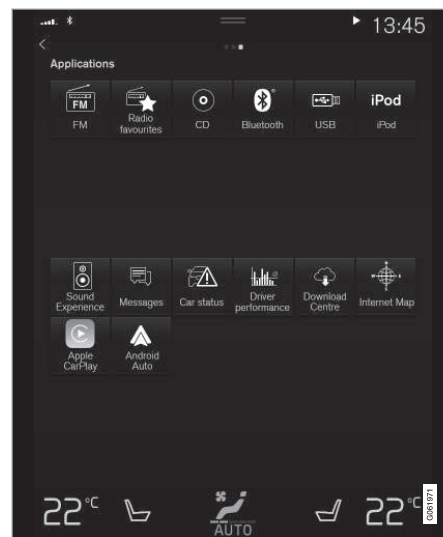 13:45
Applications
FM
iPod
FM
Radio
favourites
CD
Bluetooth
USB
iPod
Sound
Experience
Messages
Car status
Driver
performance
Download
Centre
Internet Map
Apple
CarPlay
Android
Auto
22°C
AUTO
22°C
G061971